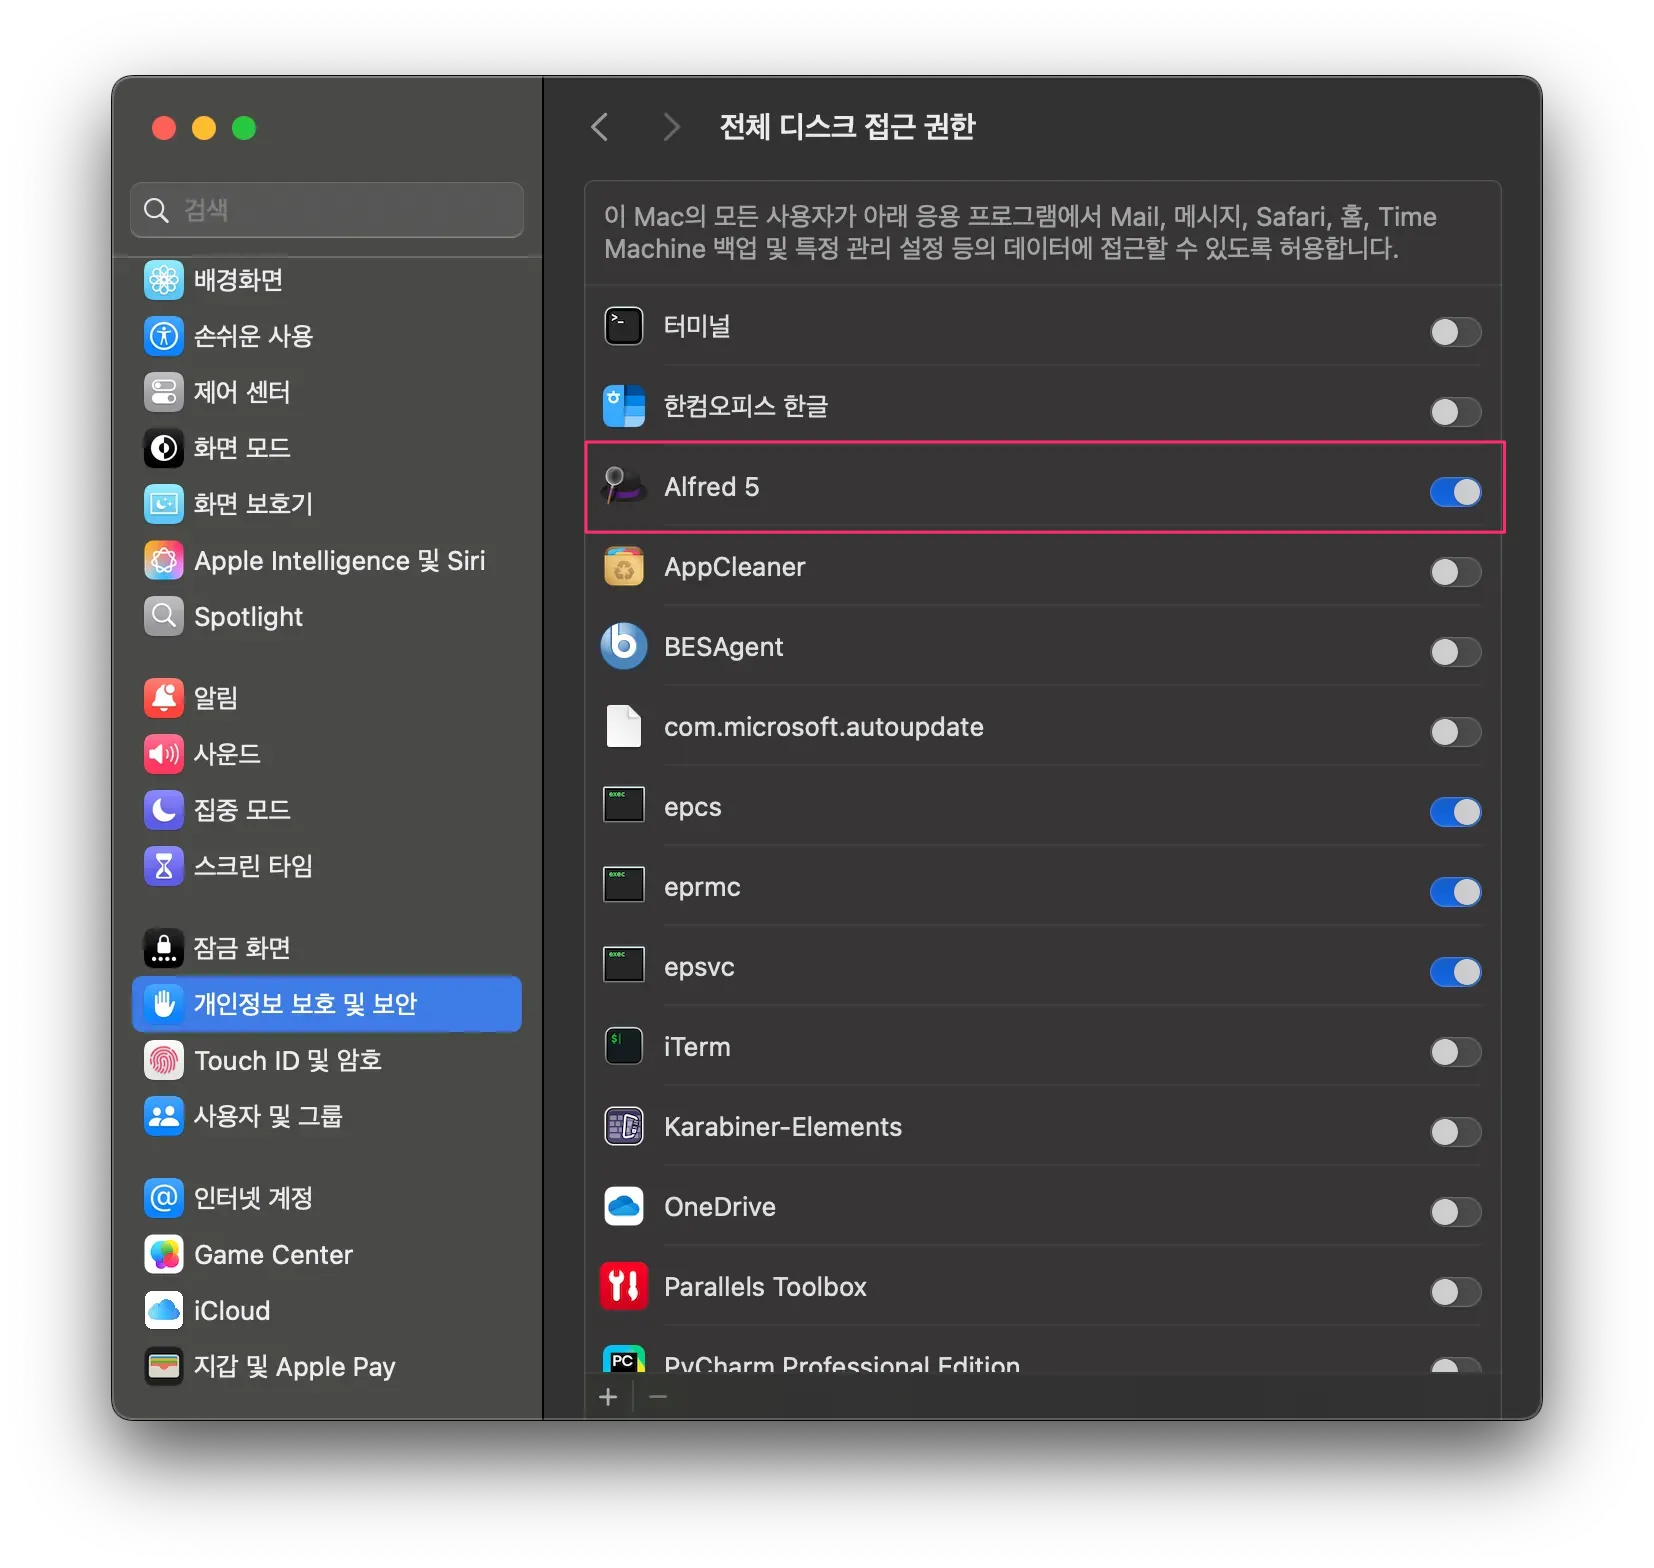 검색
배경화면
손쉬운 사용
제어 센터
화면 모드
화면 보호기
Apple Intelligence 및 Siri
Spotlight
알림
사운드
집중 모드
스크린 타임
잠금 화면
개인정보 보호 및 보안
Touch ID 및 암호
사용자 및 그룹
인터넷 계정
Game Center
iCloud
지갑 및 Apple Pay
전체 디스크 접근 권한
이 Mac의 모든 사용자가 아래 응용 프로그램에서 Mail, 메시지, Safari, 홈, Time
Machine 백업 및 특정 관리 설정 등의 데이터에 접근할 수 있도록 허용합니다.
터미널
한컴오피스 한글
Alfred 5
AppCleaner
BESAgent
com.microsoft.autoupdate
exec
epcs
exec
eprmc
exec
epsvc
iTerm
Karabiner-Elements
OneDrive
Parallels Toolbox
PC
PyCharm Professional Edition